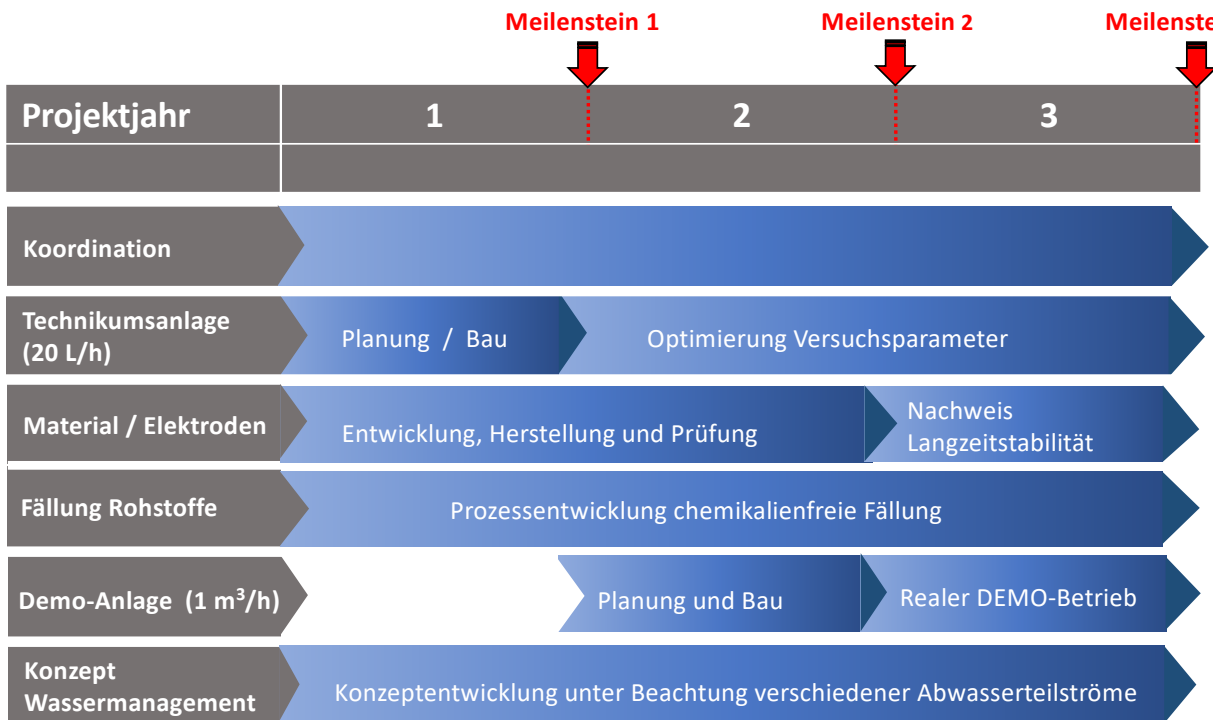 Meilenstein 1
Meilenstein 2
Meilenste
Projektjahr
1
2
3
Koordination
Technikumsanlage
(20 L/h)
Planung / Bau
Optimierung Versuchsparameter
Material / Elektroden
Entwicklung, Herstellung und Prüfung
Nachweis
Langzeitstabilität
Fällung Rohstoffe
Prozessentwicklung chemikalienfreie Fällung
Demo-Anlage (1 m³/h)
Planung und Bau
Realer DEMO-Betrieb
Konzept
Wassermanagement
Konzeptentwicklung unter Beachtung verschiedener Abwasserteilströme